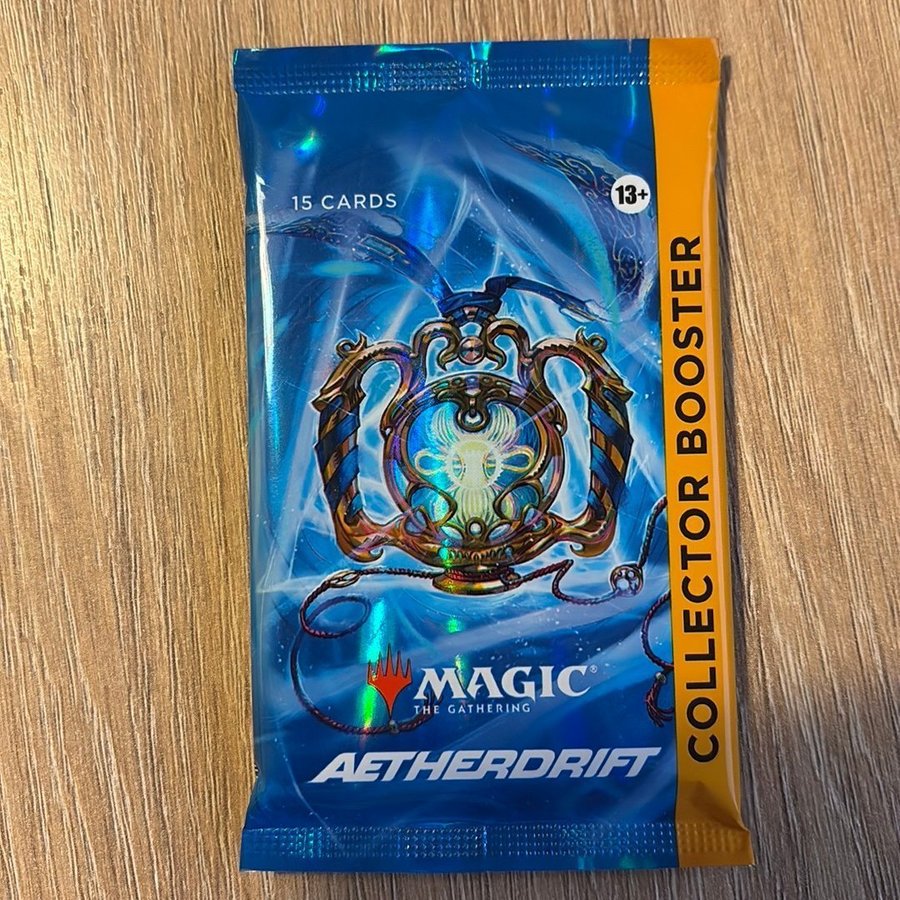 15 CARDS
13+
COLLECTOR BOOSTER
MAGIC®
THE GATHERING
AETHERDRIFT